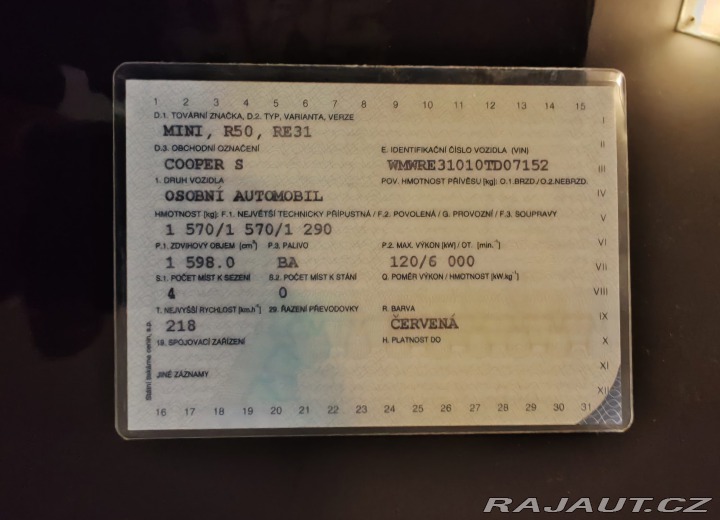 1 2 3 4 5 6 7 8 9 10 11 12 13 14 15
D.1. TOVÁRNÍ ZNAČKA, D.2. TYP, VARIANTA, VERZE I
MINI, R50, RE31
D.3. OBCHODNÍ OZNAČENÍ E. IDENTIFIKAČNÍ ČÍSLO VOZIDLA (VIN) II
COOPER S WMWRE31010TD07152 III
1. DRUH VOZIDLA POV. HMOTNOST PŘÍVĚSU [kg]: O.1.BRZD./O.2.NEBRZD.
OSOBNÍ AUTOMOBIL IV
HMOTNOST [kg]: F.1. NEJVĚTŠÍ TECHNICKY PŘÍPUSTNÁ / F.2. POVOLENÁ / G. PROVOZNÍ / F.3. SOUPRAVY V
1 570/1 570/1 290
P.1. ZDVIHOVÝ OBJEM [cm³] P.3. PALIVO P.2. MAX. VÝKON [kW] / OT. [min.⁻¹] VI
1 598.0 BA 120/6 000 VII
S.1. POČET MÍST K SEZENÍ S.2. POČET MÍST K STÁNÍ Q. POMĚR VÝKON / HMOTNOST [kW.kg⁻¹]
4 0 VIII
T. NEJVYŠŠÍ RYCHLOST [km.h⁻¹] 29. ŘAZENÍ PŘEVODOVKY R. BARVA
218 ČERVENÁ IX
19. SPOJOVACÍ ZAŘÍZENÍ H. PLATNOST DO X
XI
JINÉ ZÁZNAMY
XII
16 17 18 19 20 21 22 23 24 25 26 27 28 29 30 31
Státní tiskárna cenin, s.p.
RAJAUT.CZ